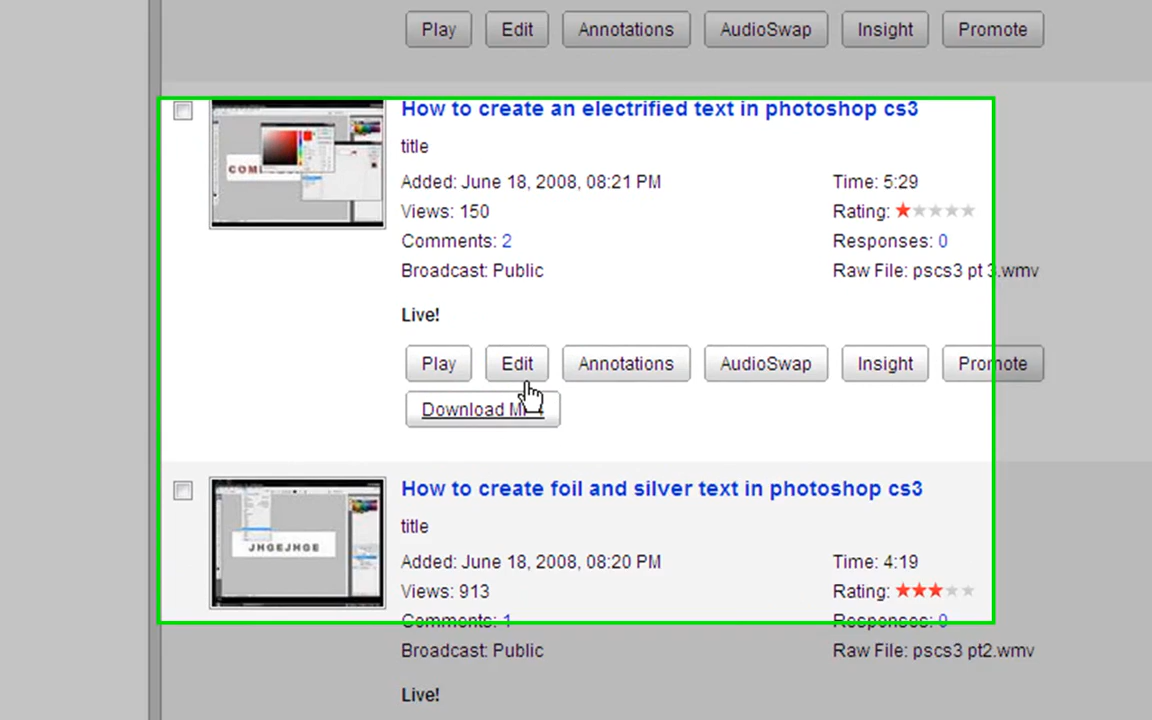 Play Edit Annotations AudioSwap Insight Promote
How to create an electrified text in photoshop cs3
title
Added: June 18, 2008, 08:21 PM Time: 5:29
Views: 150 Rating:
Comments: 2 Responses: 0
Broadcast: Public Raw File: pscs3 pt 3.wmv
Live!
Play Edit Annotations AudioSwap Insight Promote
Download
How to create foil and silver text in photoshop cs3
title
JHGEJHGE
Added: June 18, 2008, 08:20 PM Time: 4:19
Views: 913 Rating:
Comments: 1 Responses: 0
Broadcast: Public Raw File: pscs3 pt2.wmv
Live!